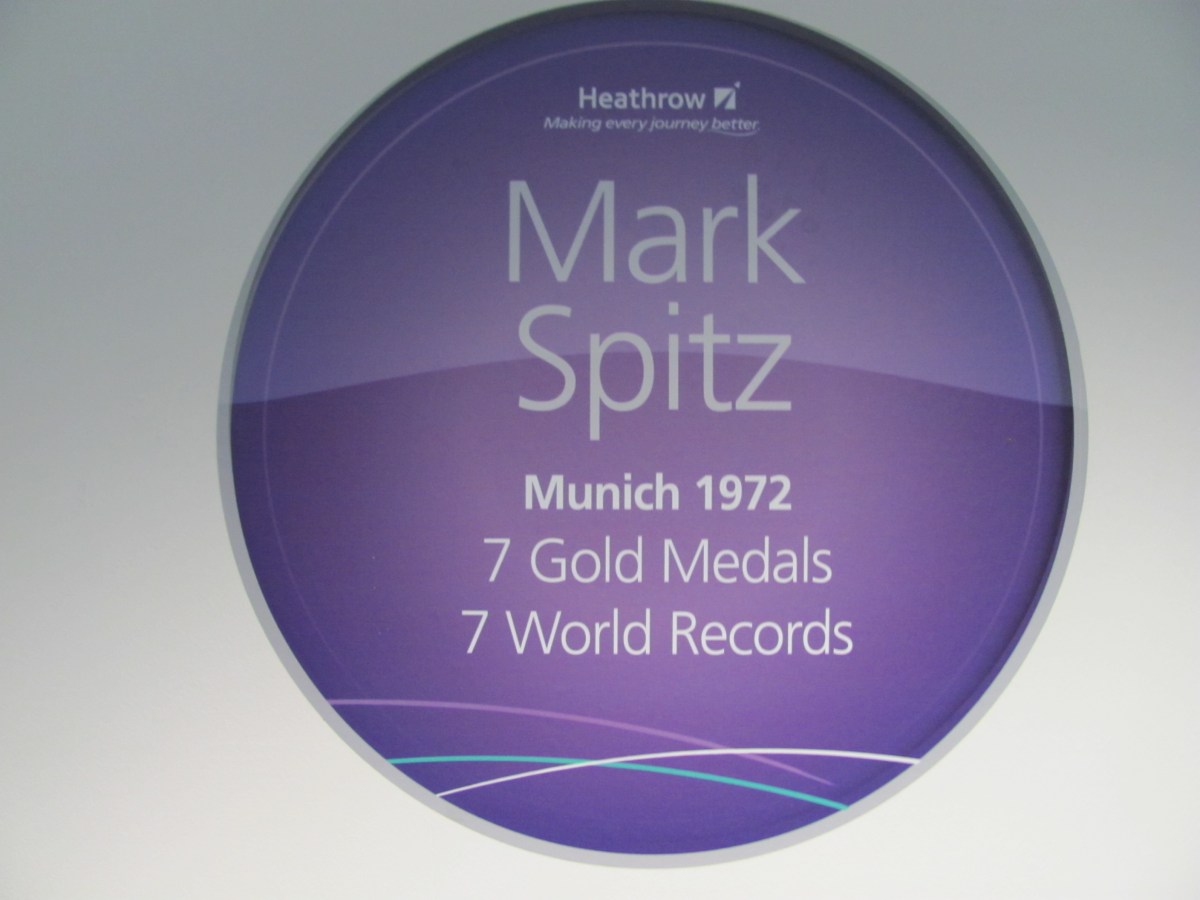 Heathrow
Making every journey better
Mark
Spitz
Munich 1972
7 Gold Medals
7 World Records